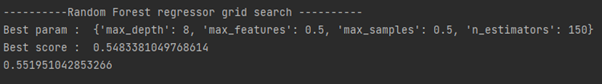 ----------Random Forest regressor grid search ----------
Best param :  {'max_depth': 8, 'max_features': 0.5, 'max_samples': 0.5, 'n_estimators': 150}
Best score :  0.5483381049768614
0.551951042853266